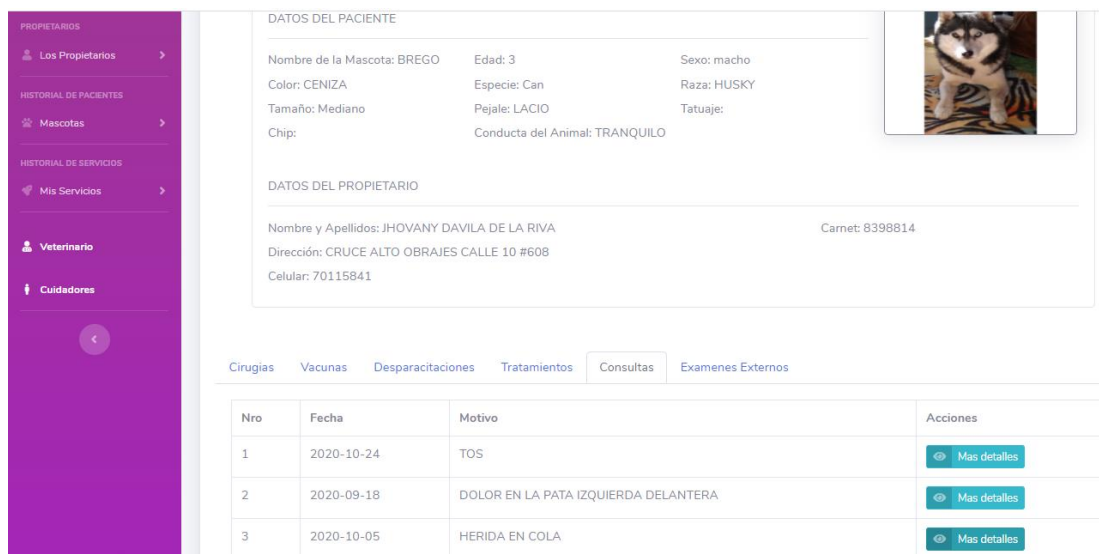 PROPIETARIOS
Los Propietarios
HISTORIAL DE PACIENTES
Mascotas
HISTORIAL DE SERVICIOS
Mis Servicios
Veterinario
Cuidadores
DATOS DEL PACIENTE
Nombre de la Mascota: BREGO Edad: 3 Sexo: macho
Color: CENIZA Especie: Can Raza: HUSKY
Tamaño: Mediano Pejale: LACIO Tatuaje:
Chip: Conducta del Animal: TRANQUILO
DATOS DEL PROPIETARIO
Nombre y Apellidos: JHOVANY DAVILA DE LA RIVA Carnet: 8398814
Dirección: CRUCE ALTO OBRAJES CALLE 10 #608
Celular: 70115841
Cirugias Vacunas Desparacitaciones Tratamientos Consultas Examenes Externos
Nro Fecha Motivo Acciones
1 2020-10-24 TOS Mas detalles
2 2020-09-18 DOLOR EN LA PATA IZQUIERDA DELANTERA Mas detalles
3 2020-10-05 HERIDA EN COLA Mas detalles